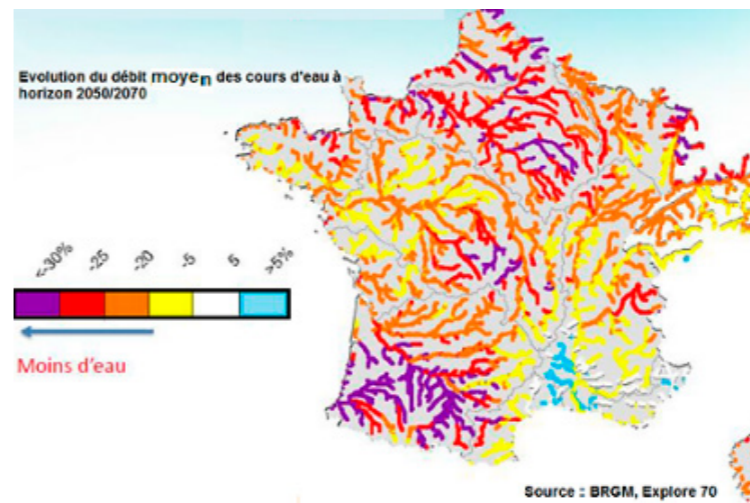 Evolution du débit moyen des cours d'eau à
horizon 2050/2070
<-30%
-25
-20
-5
5
>5%
Moins d'eau
Source : BRGM, Explore 70